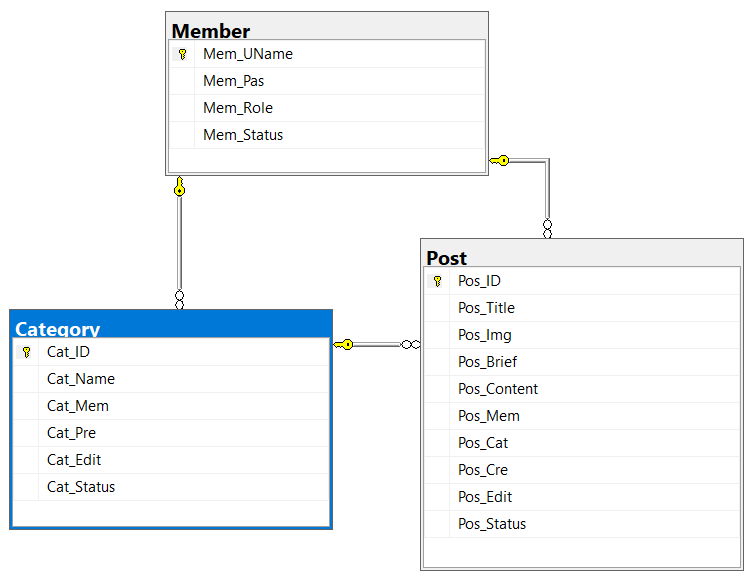 Member
Mem_UName
Mem_Pas
Mem_Role
Mem_Status
Category
Cat_ID
Cat_Name
Cat_Mem
Cat_Pre
Cat_Edit
Cat_Status
Post
Pos_ID
Pos_Title
Pos_Img
Pos_Brief
Pos_Content
Pos_Mem
Pos_Cat
Pos_Cre
Pos_Edit
Pos_Status